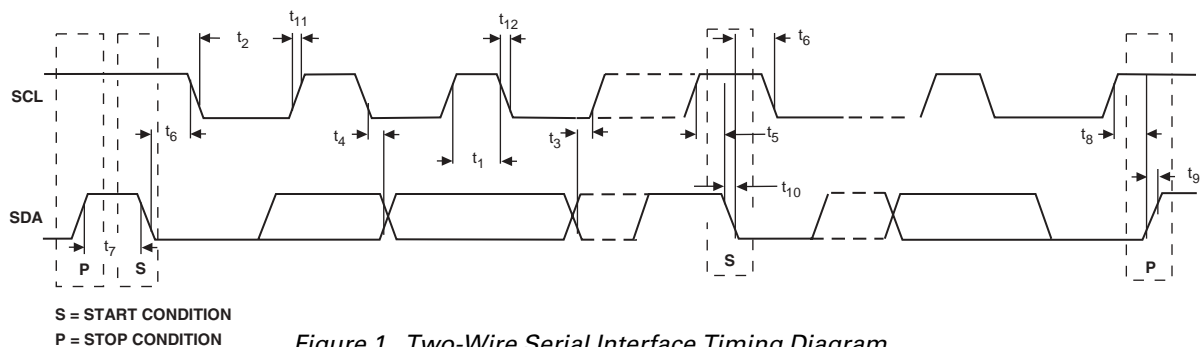 t2
t11
t12
t6
SCL
t6
t4
t1
t3
t5
t8
t10
t9
SDA
t7
P
S
S
P
S = START CONDITION
P = STOP CONDITION
Figure 1. Two-Wire Serial Interface Timing Diagram